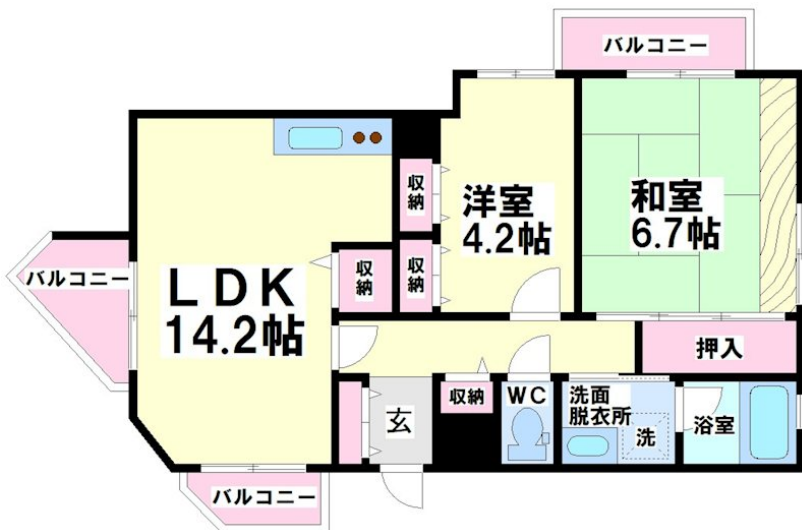 バルコニー
収納
洋室
4.2帖
和室
6.7帖
バルコニー
LDK
14.2帖
収納
収納
押入
玄
収納
WC
洗面
脱衣所
洗
浴室
バルコニー